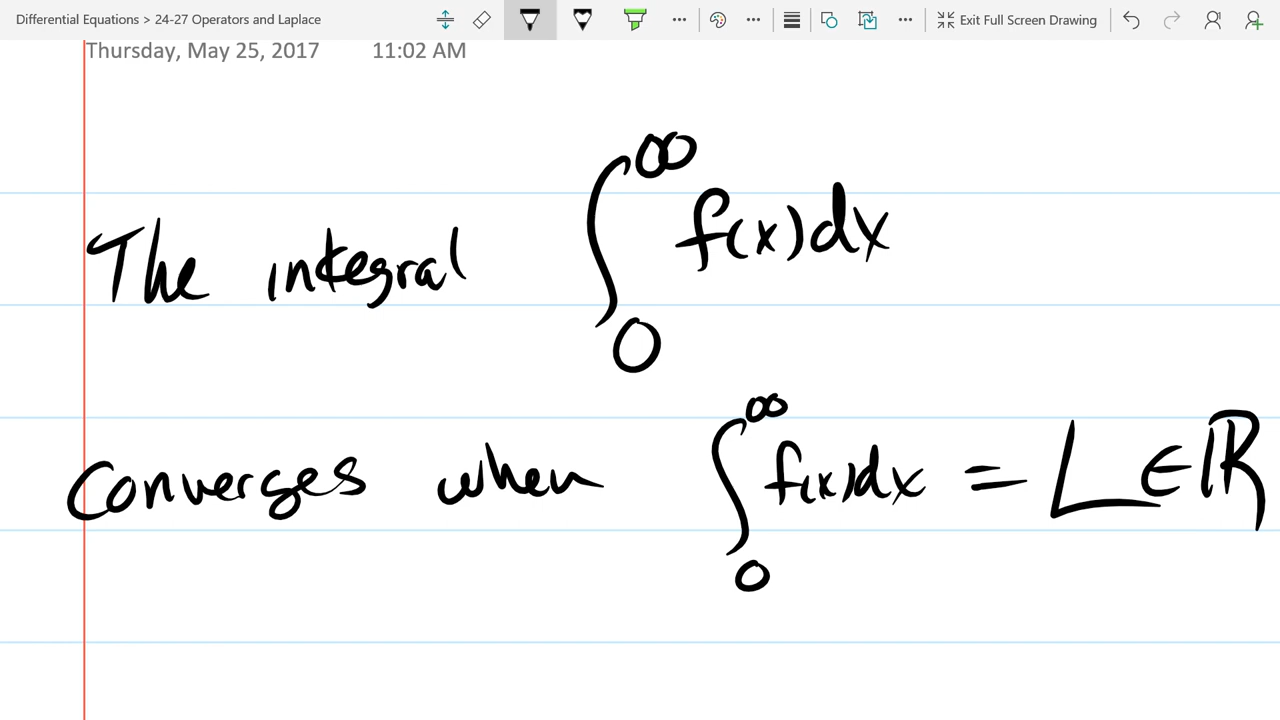 Differential Equations > 24-27 Operators and Laplace
Exit Full Screen Drawing
Thursday, May 25, 2017 11:02 AM
The integral ∫₀^∞ f(x)dx
Converges when ∫₀^∞ f(x)dx = L ∈ ℝ